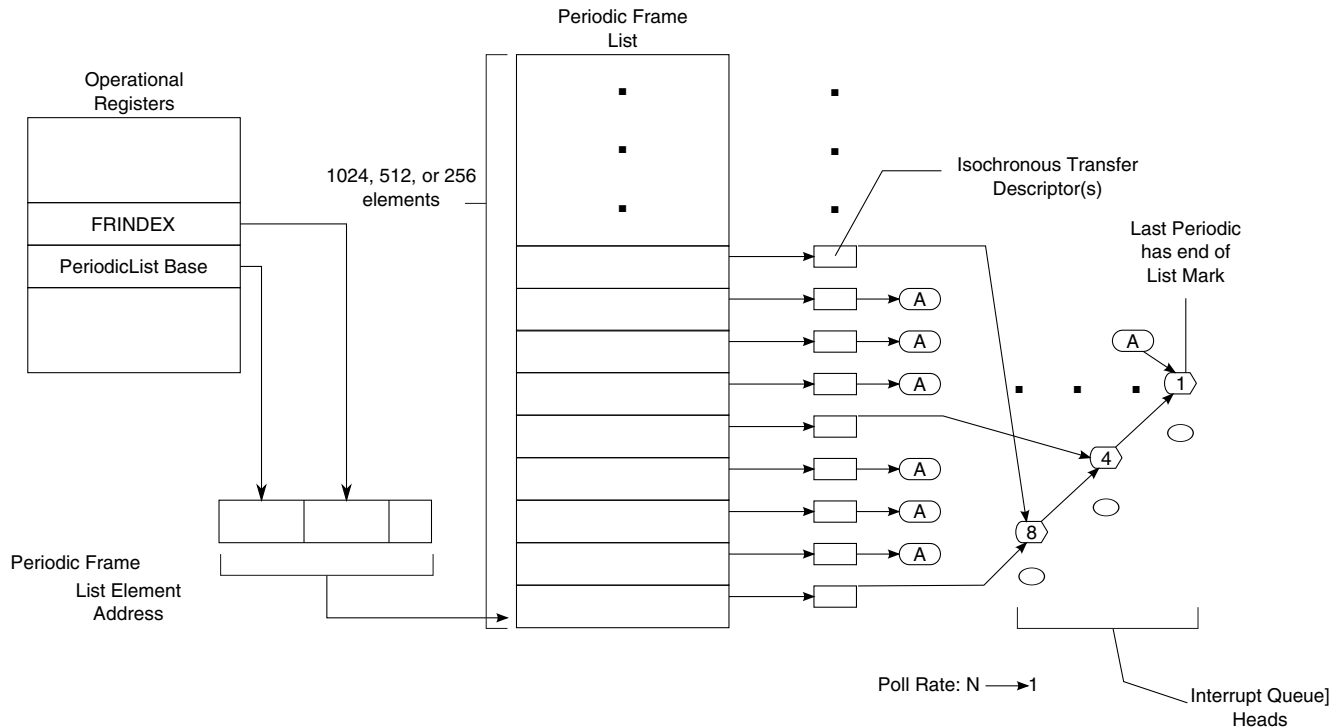 Periodic Frame
List
Operational
Registers
1024, 512, or 256
elements
Isochronous Transfer
Descriptor(s)
FRINDEX
Last Periodic
has end of
List Mark
PeriodicList Base
A
A
A
A
1
A
4
A
8
A
Periodic Frame
List Element
Address
Poll Rate: N 1
Interrupt Queue]
Heads